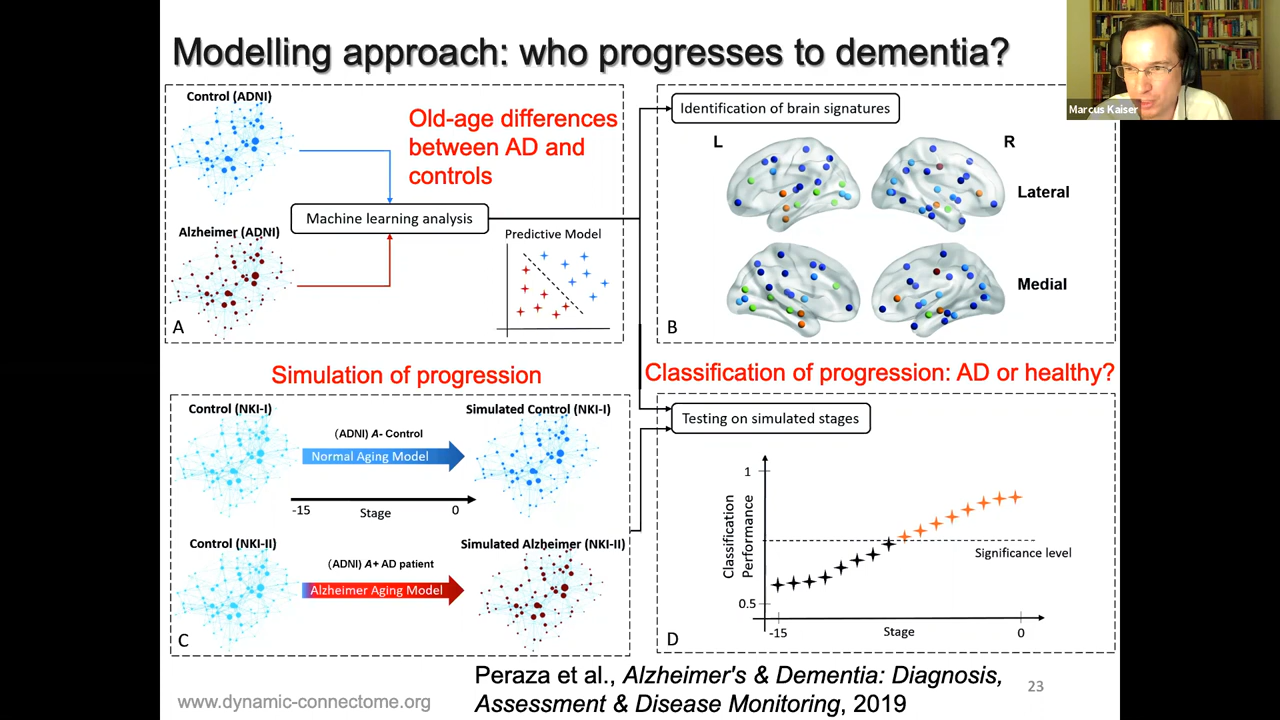 Modelling approach: who progresses to dementia?
Marcus Kaiser
Control (ADNI)
Old-age differences
between AD and
controls
Machine learning analysis
Alzheimer (ADNI)
Predictive Model
A
Identification of brain signatures
L
R
Lateral
Medial
B
Simulation of progression
Control (NKI-I)
Simulated Control (NKI-I)
(ADNI) A- Control
Normal Aging Model
-15
Stage
0
Control (NKI-II)
Simulated Alzheimer (NKI-II)
(ADNI) A+ AD patient
Alzheimer Aging Model
C
Classification of progression: AD or healthy?
Testing on simulated stages
1
Classification
Performance
Significance level
0.5
-15
Stage
0
D
Peraza et al., Alzheimer's & Dementia: Diagnosis,
Assessment & Disease Monitoring, 2019
www.dynamic-connectome.org
23